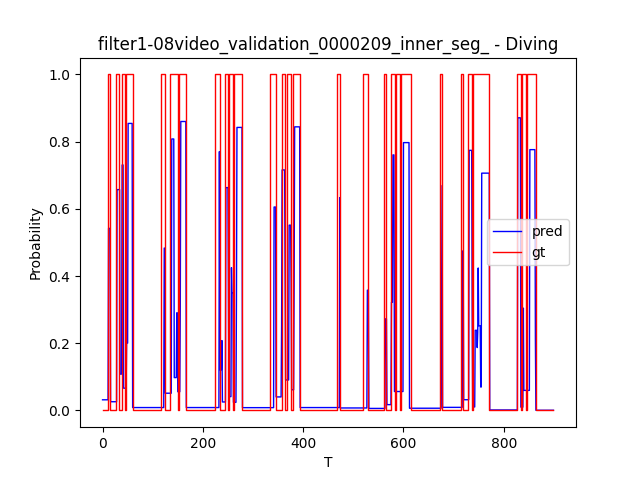 filter1-08video_validation_0000209_inner_seg_ - Diving
1.0
0.8
0.6
0.4
0.2
0.0
Probability
pred
gt
0
200
400
600
800
T